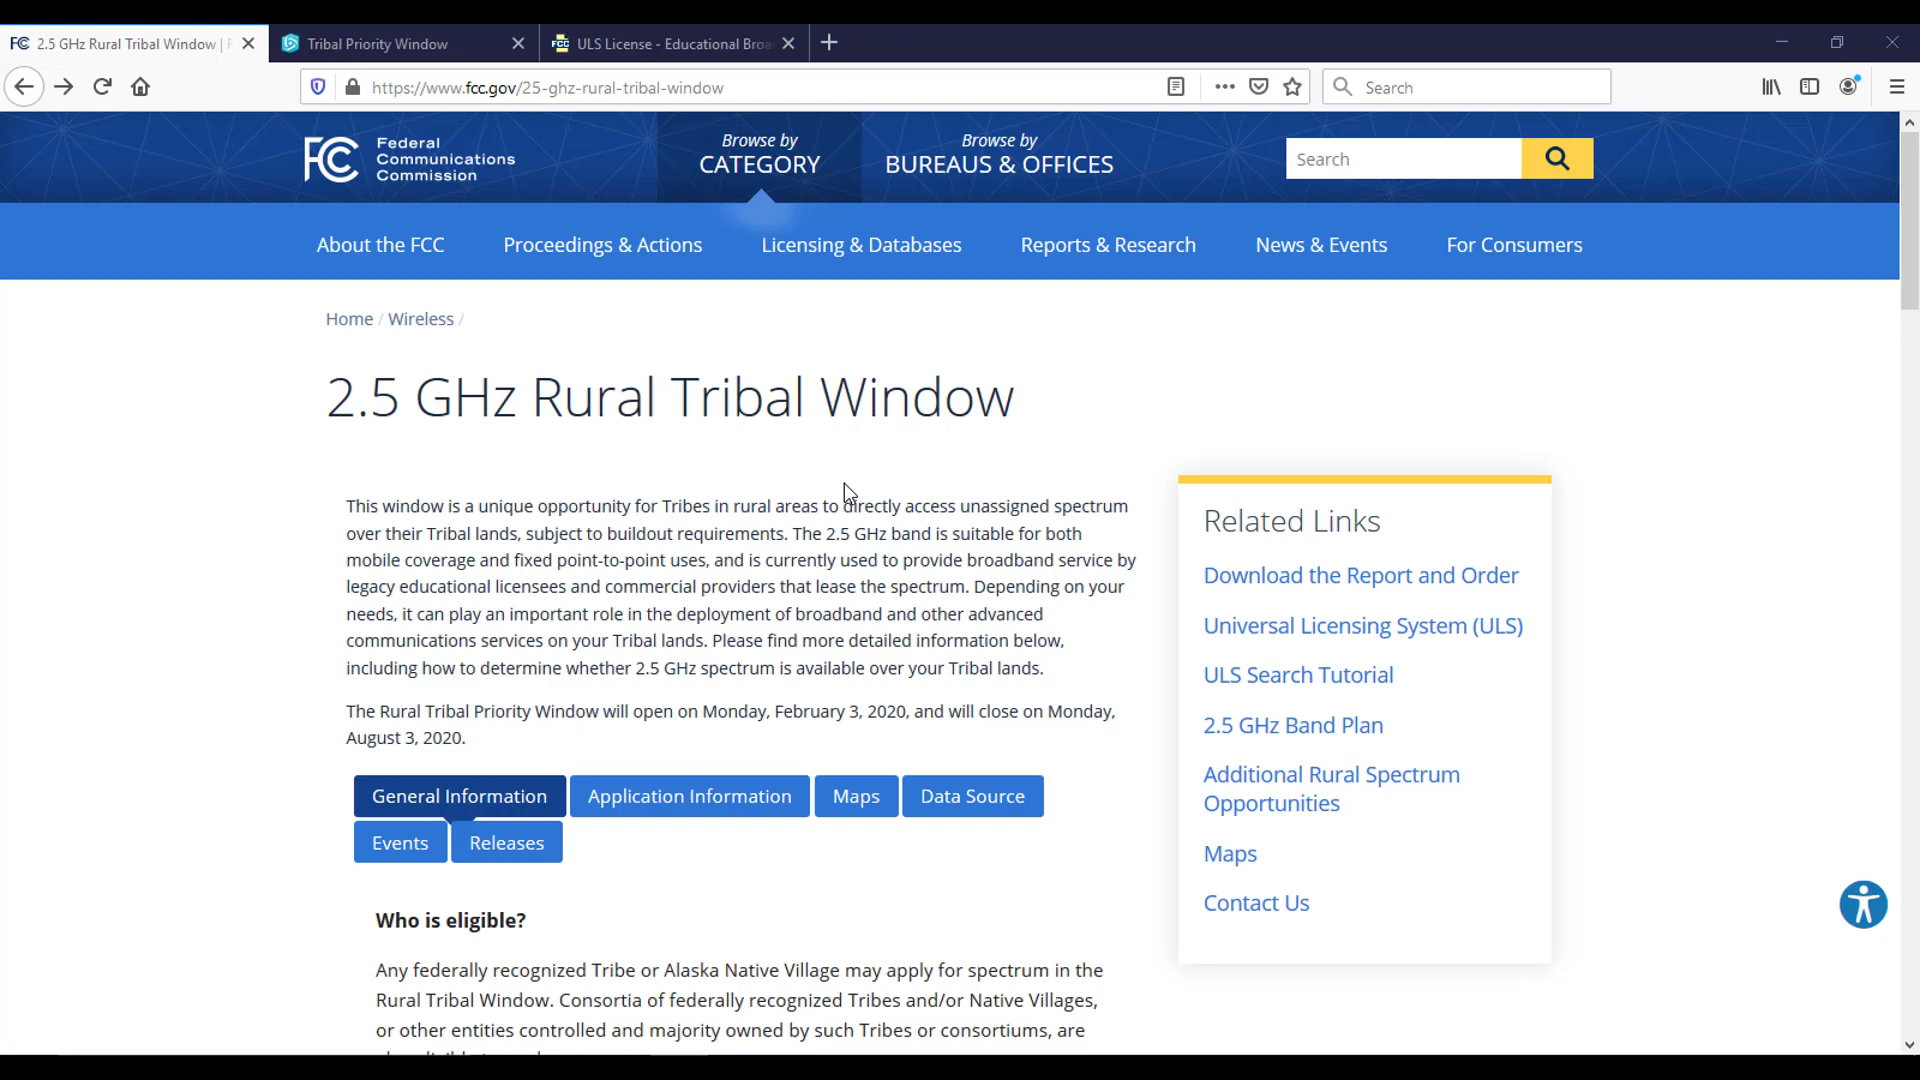 2.5 GHz Rural Tribal Window |
Tribal Priority Window
FCC ULS License - Educational Broa
https://www.fcc.gov/25-ghz-rural-tribal-window
Search
FCC Federal
Communications
Commission
Browse by
CATEGORY
Browse by
BUREAUS & OFFICES
Search
About the FCC
Proceedings & Actions
Licensing & Databases
Reports & Research
News & Events
For Consumers
Home / Wireless /
2.5 GHz Rural Tribal Window
This window is a unique opportunity for Tribes in rural areas to directly access unassigned spectrum
over their Tribal lands, subject to buildout requirements. The 2.5 GHz band is suitable for both
mobile coverage and fixed point-to-point uses, and is currently used to provide broadband service by
legacy educational licensees and commercial providers that lease the spectrum. Depending on your
needs, it can play an important role in the deployment of broadband and other advanced
communications services on your Tribal lands. Please find more detailed information below,
including how to determine whether 2.5 GHz spectrum is available over your Tribal lands.
The Rural Tribal Priority Window will open on Monday, February 3, 2020, and will close on Monday,
August 3, 2020.
General Information
Application Information
Maps
Data Source
Events
Releases
Who is eligible?
Any federally recognized Tribe or Alaska Native Village may apply for spectrum in the
Rural Tribal Window. Consortia of federally recognized Tribes and/or Native Villages,
or other entities controlled and majority owned by such Tribes or consortiums, are
Related Links
Download the Report and Order
Universal Licensing System (ULS)
ULS Search Tutorial
2.5 GHz Band Plan
Additional Rural Spectrum
Opportunities
Maps
Contact Us